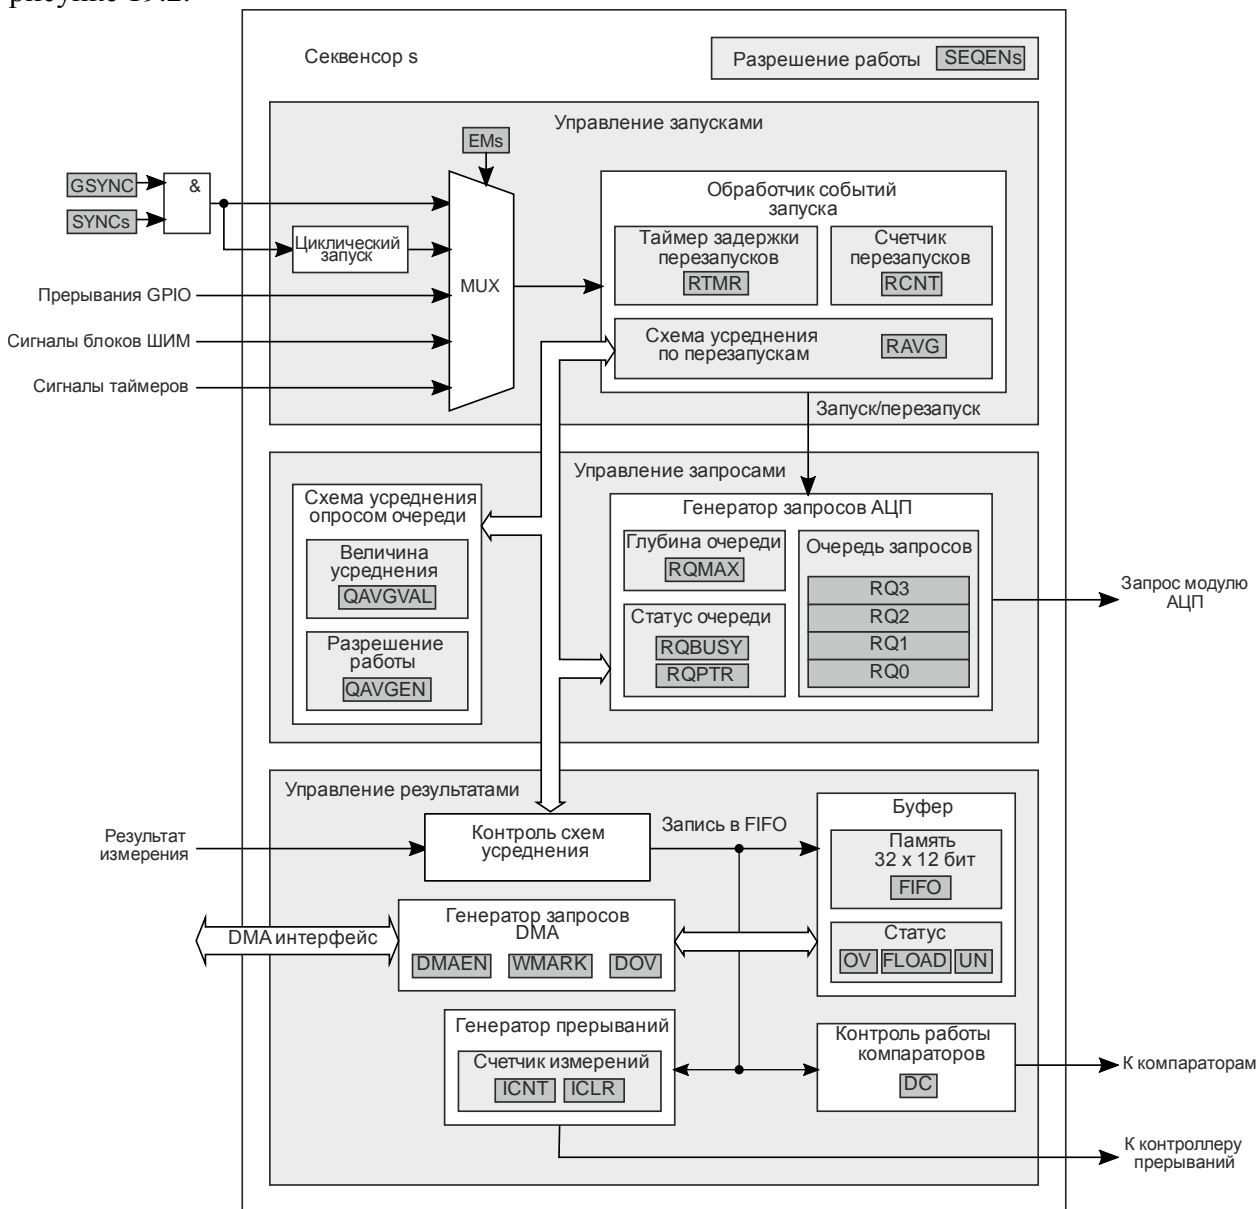 рисунке 19.2.
Секвенсор s
Разрешение работы SEQENs
Управление запусками
EMs
GSYNC
&
SYNCs
Циклический
запуск
MUX
Прерывания GPIO
Сигналы блоков ШИМ
Сигналы таймеров
Обработчик событий
запуска
Таймер задержки
перезапусков
RTMR
Счетчик
перезапусков
RCNT
Схема усреднения
по перезапускам
RAVG
Запуск/перезапуск
Управление запросами
Схема усреднения
опросом очереди
Величина
усреднения
QAVGVAL
Разрешение
работы
QAVGEN
Генератор запросов АЦП
Глубина очереди
RQMAX
Статус очереди
RQBUSY
RQPTR
Очередь запросов
RQ3
RQ2
RQ1
RQ0
Запрос модулю
АЦП
Управление результатами
Результат
измерения
Контроль схем
усреднения
Запись в FIFO
Буфер
Память
32 x 12 бит
FIFO
Статус
OV FLOAD UN
DMA интерфейс
Генератор запросов
DMA
DMAEN WMARK DOV
Генератор прерываний
Счетчик измерений
ICNT ICLR
Контроль работы
компараторов
DC
К компараторам
К контроллеру
прерываний